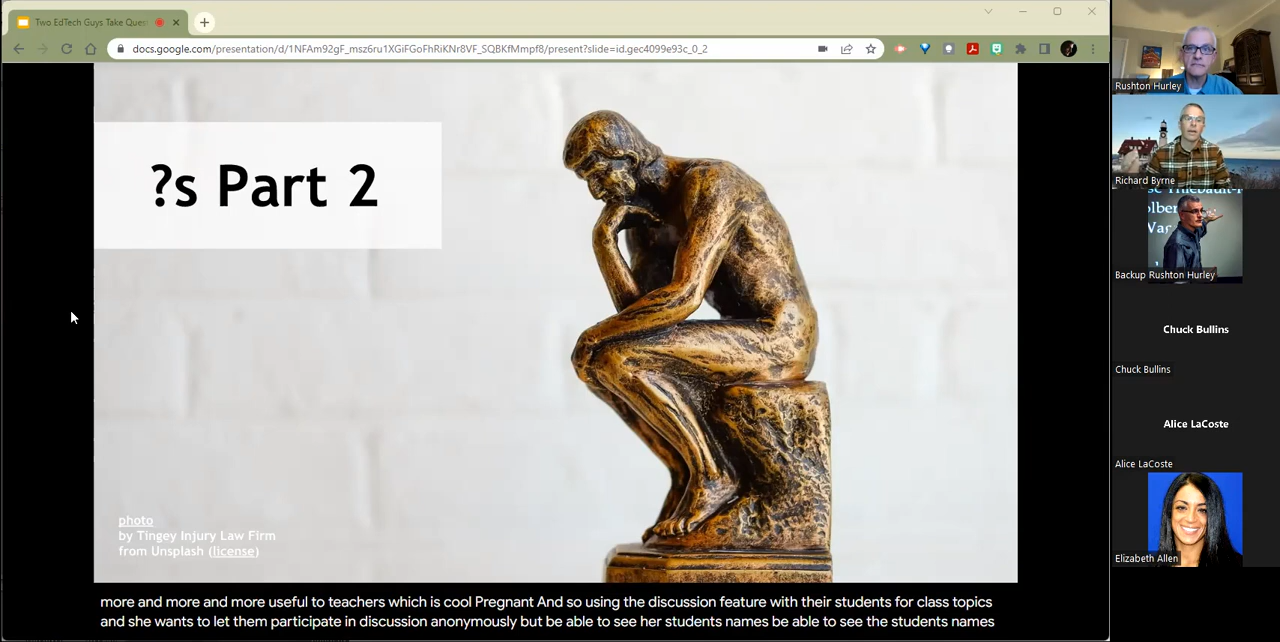 Two EdTech Guys Take Ques
docs.google.com/presentation/d/1NFAm92gF_msz6ru1XGiFGoFhRiKNr8VF_SQBKfMmpf8/present?slide=id.gec4099e93c_0_2
?s Part 2
photo
by Tingey Injury Law Firm
from Unsplash (license)
more and more and more useful to teachers which is cool Pregnant And so using the discussion feature with their students for class topics
and she wants to let them participate in discussion anonymously but be able to see her students names be able to see the students names
Rushton Hurley
Richard Byrne
Backup Rushton Hurley
Chuck Bullins
Chuck Bullins
Alice LaCoste
Alice LaCoste
Elizabeth Allen